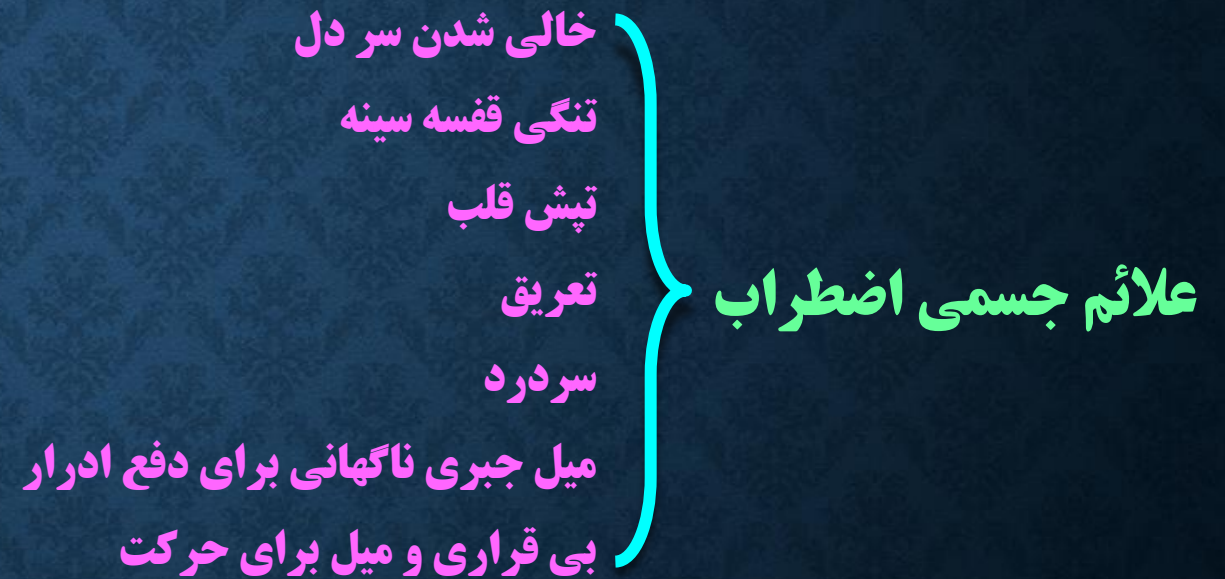 علائم جسمی اضطراب
خالی شدن سر دل
تنگی قفسه سینه
تپش قلب
تعریق
سردرد
میل جبری ناگهانی برای دفع ادرار
بی قراری و میل برای حرکت